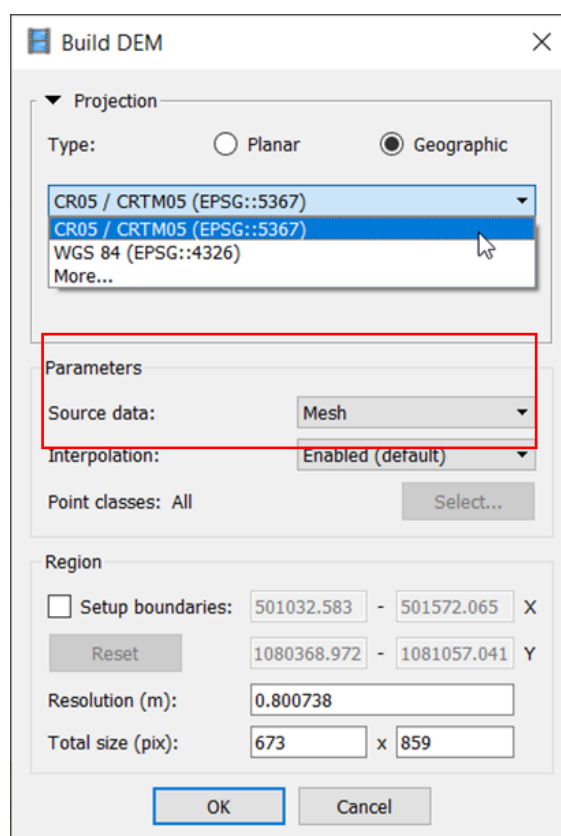 Build DEM
Projection
Type: Planar Geographic
CR05 / CRTM05 (EPSG::5367)
CR05 / CRTM05 (EPSG::5367)
WGS 84 (EPSG::4326)
More...
Parameters
Source data: Mesh
Interpolation: Enabled (default)
Point classes: All Select...
Region
Setup boundaries: 501032.583 - 501572.065 X
Reset 1080368.972 - 1081057.041 Y
Resolution (m): 0.800738
Total size (pix): 673 x 859
OK Cancel